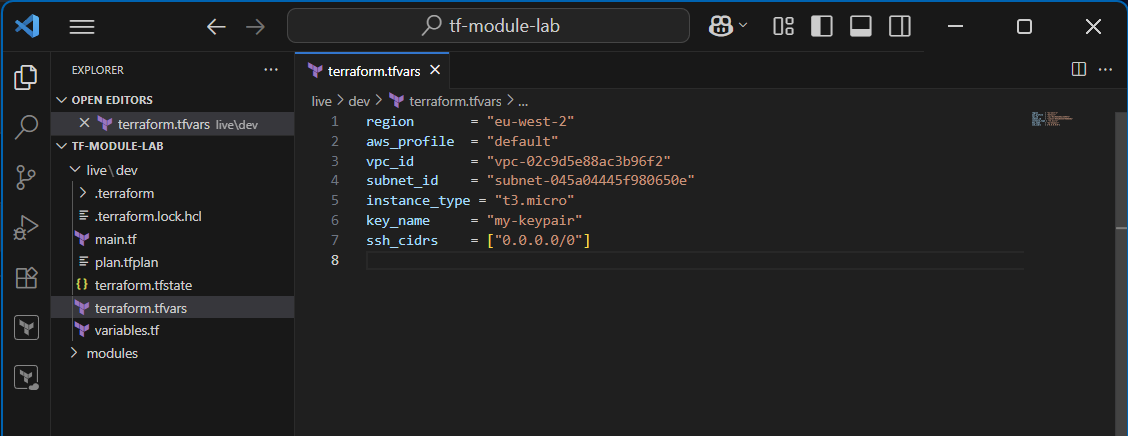 tf-module-lab
EXPLORER
terraform.tfvars
OPEN EDITORS
terraform.tfvars live\dev
TF-MODULE-LAB
live\dev
.terraform
.terraform.lock.hcl
main.tf
plan.tfplan
terraform.tfstate
terraform.tfvars
variables.tf
modules
live > dev > terraform.tfvars > ...
1 region = "eu-west-2"
2 aws_profile = "default"
3 vpc_id = "vpc-02c9d5e88ac3b96f2"
4 subnet_id = "subnet-045a04445f980650e"
5 instance_type = "t3.micro"
6 key_name = "my-keypair"
7 ssh_cidrs = ["0.0.0.0/0"]
8